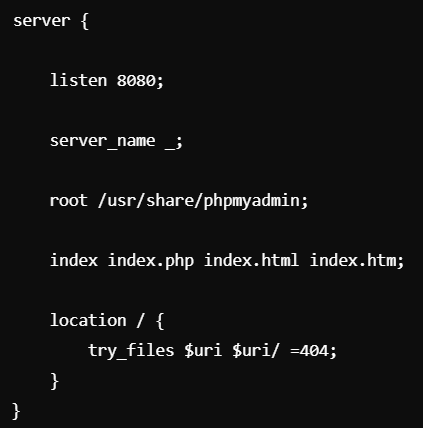 server {
listen 8080;
server_name _;
root /usr/share/phpmyadmin;
index index.php index.html index.htm;
location / {
try_files $uri $uri/ =404;
}
}